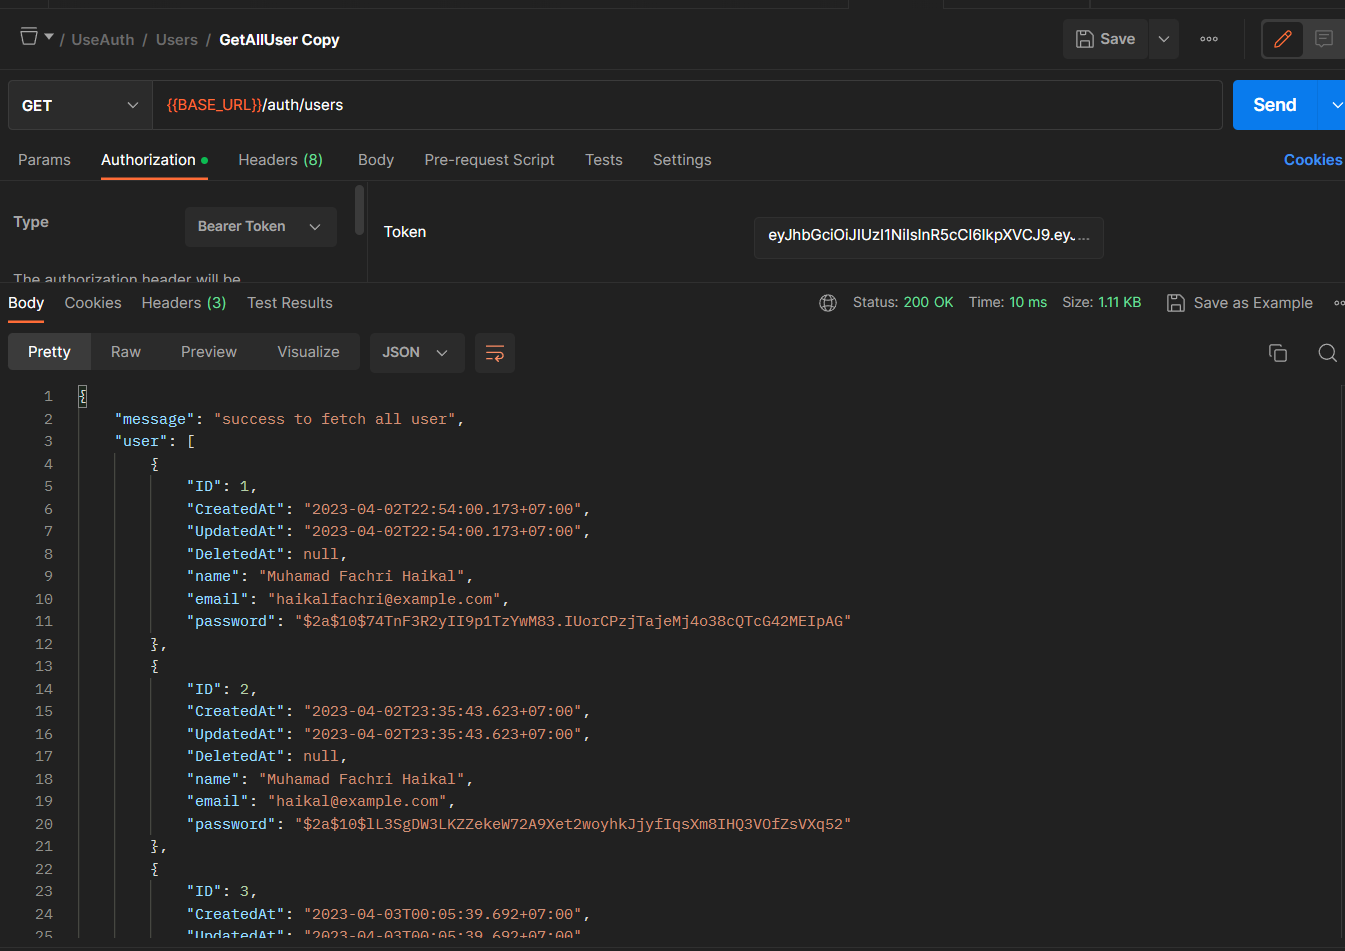 / UseAuth / Users / GetAllUser Copy
Save
GET
{{BASE_URL}}/auth/users
Send
Params Authorization Headers (8) Body Pre-request Script Tests Settings Cookies
Type
Bearer Token
Token
eyJhbGciOiJIUzI1NiIsInR5cCI6IkpXVCJ9.eyJ...
The authorization header will be
Body Cookies Headers (3) Test Results Status: 200 OK Time: 10 ms Size: 1.11 KB Save as Example
Pretty Raw Preview Visualize JSON
1 {
2 "message": "success to fetch all user",
3 "user": [
4 {
5 "ID": 1,
6 "CreatedAt": "2023-04-02T22:54:00.173+07:00",
7 "UpdatedAt": "2023-04-02T22:54:00.173+07:00",
8 "DeletedAt": null,
9 "name": "Muhamad Fachri Haikal",
10 "email": "haikalfachri@example.com",
11 "password": "$2a$10$74TnF3R2yII9p1TzYwM83.IUorCPzjTajeMj4o38cQTcG42MEIpAG"
12 },
13 {
14 "ID": 2,
15 "CreatedAt": "2023-04-02T23:35:43.623+07:00",
16 "UpdatedAt": "2023-04-02T23:35:43.623+07:00",
17 "DeletedAt": null,
18 "name": "Muhamad Fachri Haikal",
19 "email": "haikal@example.com",
20 "password": "$2a$10$lL3SgDW3LKZZekeW72A9Xet2woyhkJjyfIqsXm8IHQ3VOfZsVXq52"
21 },
22 {
23 "ID": 3,
24 "CreatedAt": "2023-04-03T00:05:39.692+07:00",
25 "UpdatedAt": "2023-04-03T00:05:39.692+07:00"